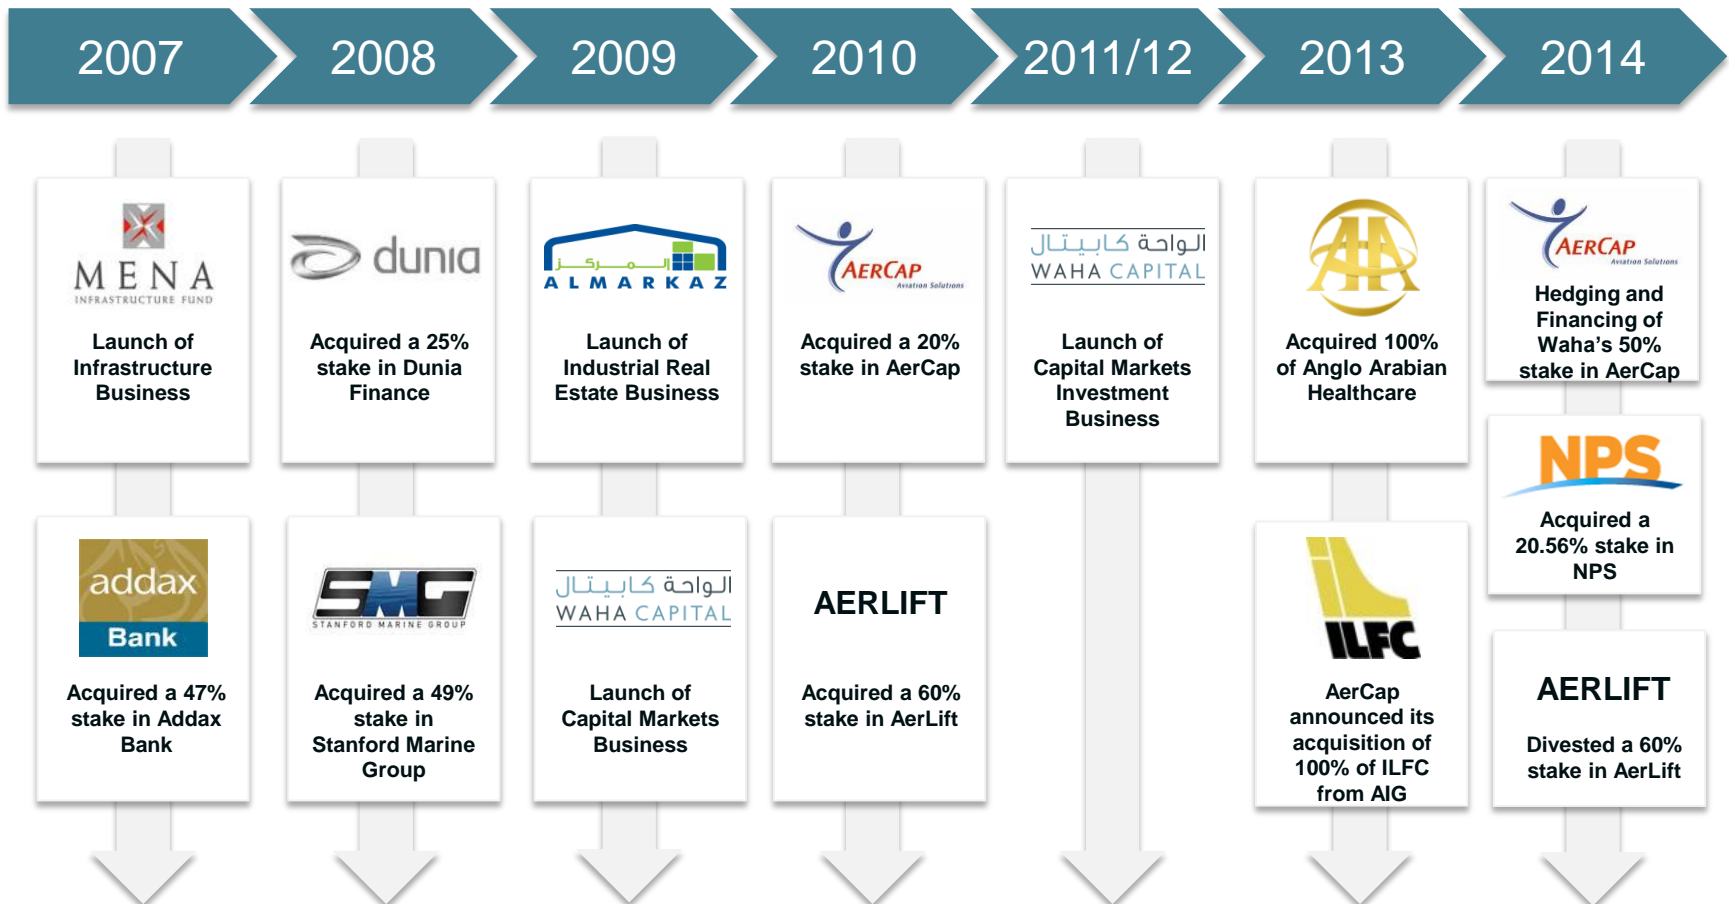 2007
2008
2009
2010
2011/12
2013
2014
MENA
INFRASTRUCTURE FUND
Launch of
Infrastructure
Business
addax
Bank
Acquired a 47%
stake in Addax
Bank
dunia
Acquired a 25%
stake in Dunia
Finance
SMG
STANFORD MARINE GROUP
Acquired a 49%
stake in
Stanford Marine
Group
المركز
ALMARKAZ
Launch of
Industrial Real
Estate Business
الواحة كابيتال
WAHA CAPITAL
Launch of
Capital Markets
Business
AERCAP
Aviation Solutions
Acquired a 20%
stake in AerCap
AERLIFT
Acquired a 60%
stake in AerLift
الواحة كابيتال
WAHA CAPITAL
Launch of
Capital Markets
Investment
Business
AHA
Acquired 100%
of Anglo Arabian
Healthcare
ILFC
AerCap
announced its
acquisition of
100% of ILFC
from AIG
AERCAP
Aviation Solutions
Hedging and
Financing of
Waha's 50%
stake in AerCap
NPS
Acquired a
20.56% stake in
NPS
AERLIFT
Divested a 60%
stake in AerLift